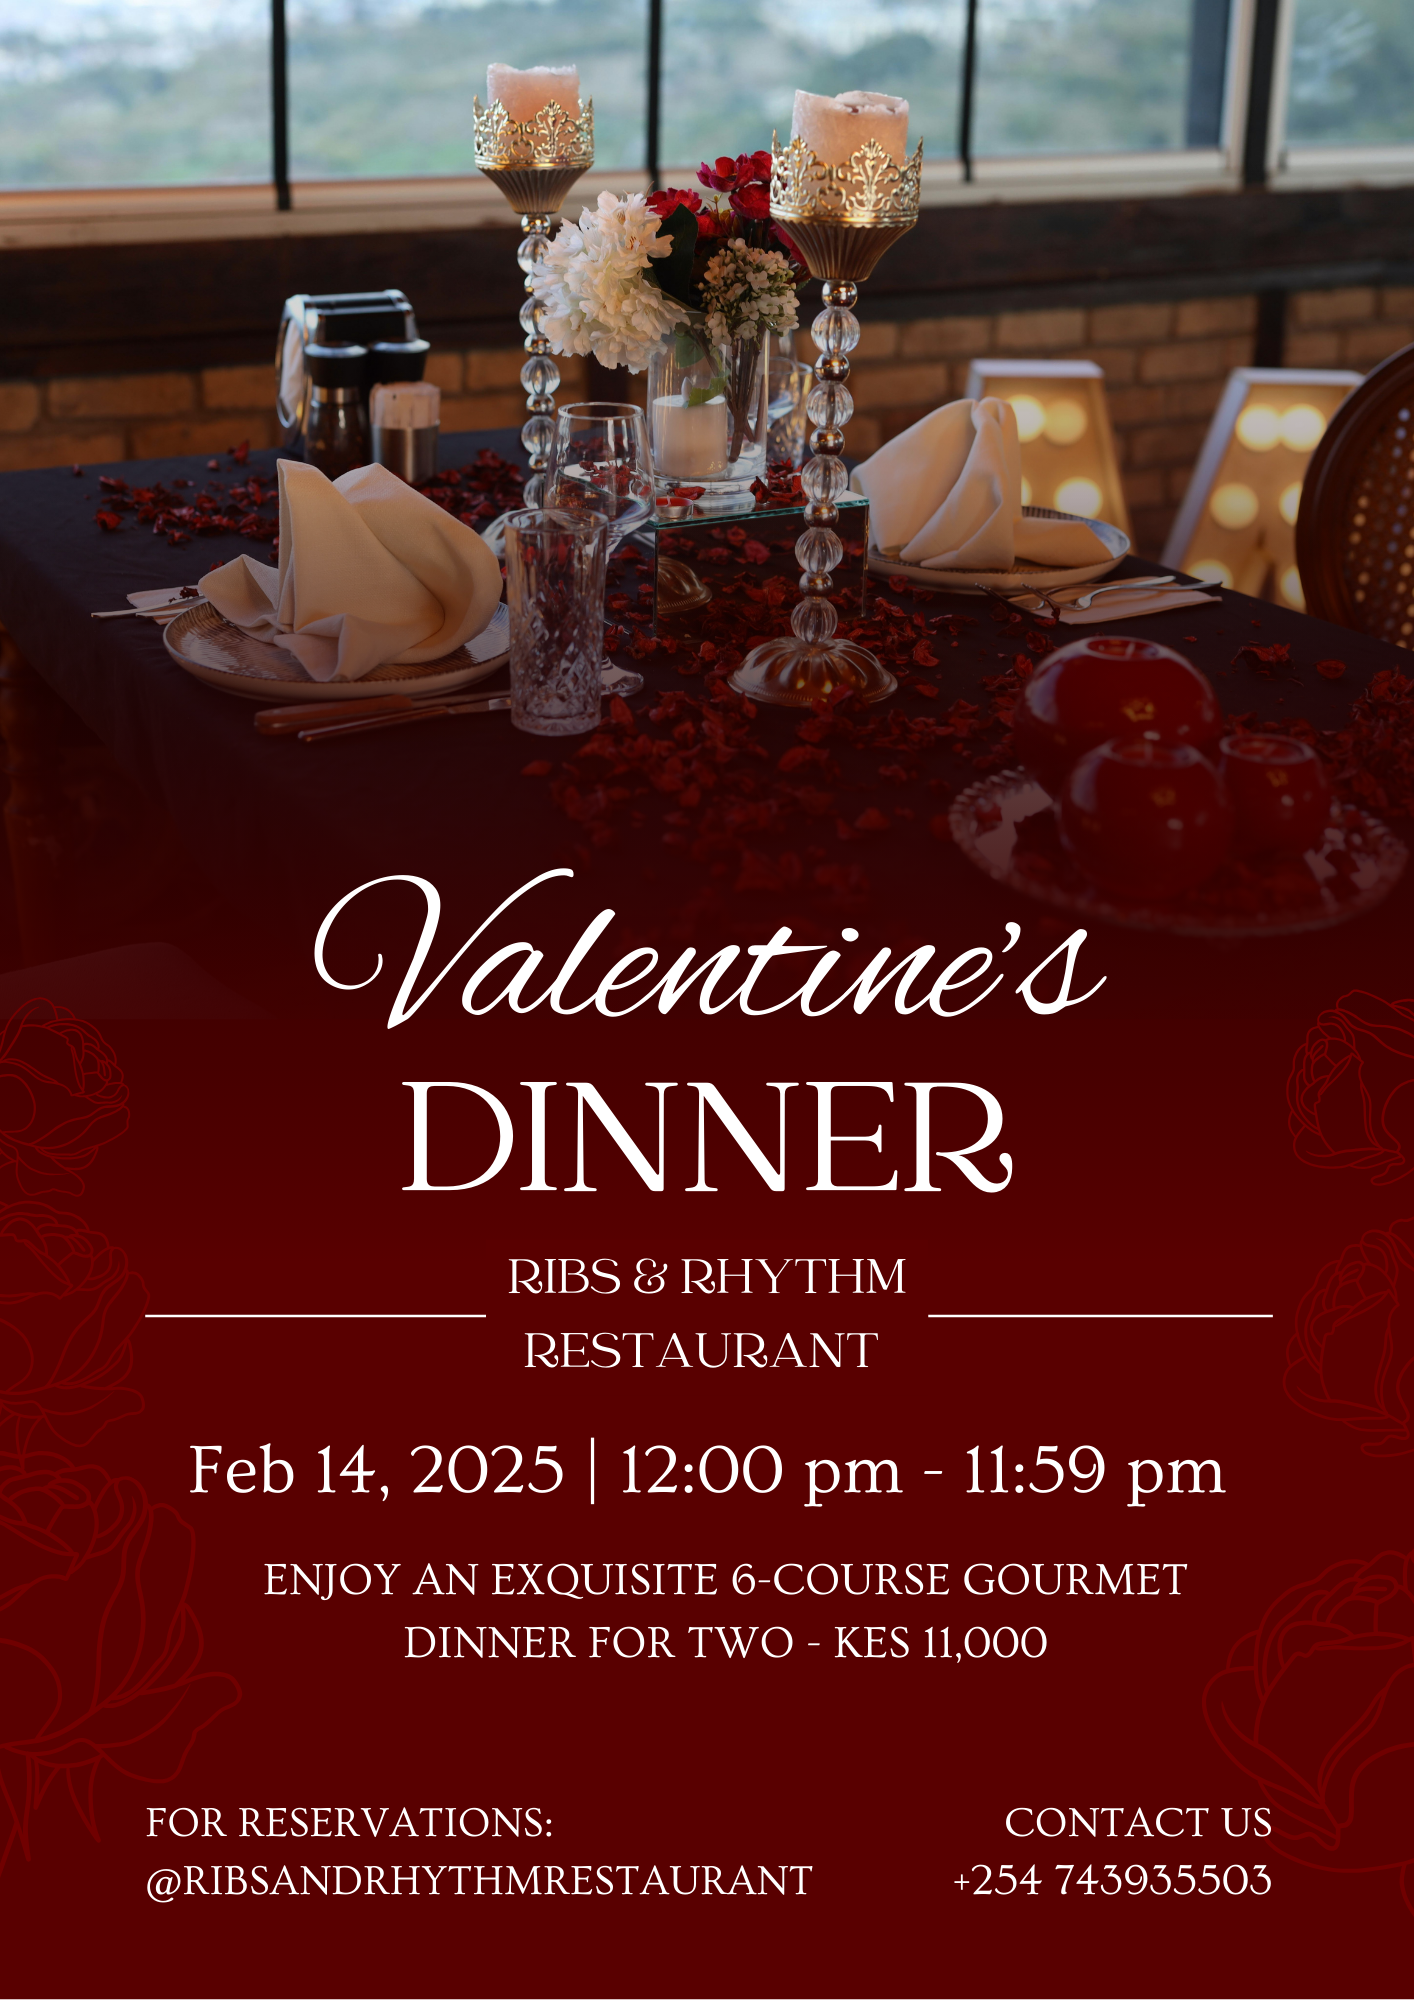 Valentine's
DINNER
RIBS & RHYTHM
RESTAURANT
Feb 14, 2025 | 12:00 pm - 11:59 pm
ENJOY AN EXQUISITE 6-COURSE GOURMET
DINNER FOR TWO - KES 11,000
FOR RESERVATIONS:
@RIBSANDRHYTHMRESTAURANT
CONTACT US
+254 743935503